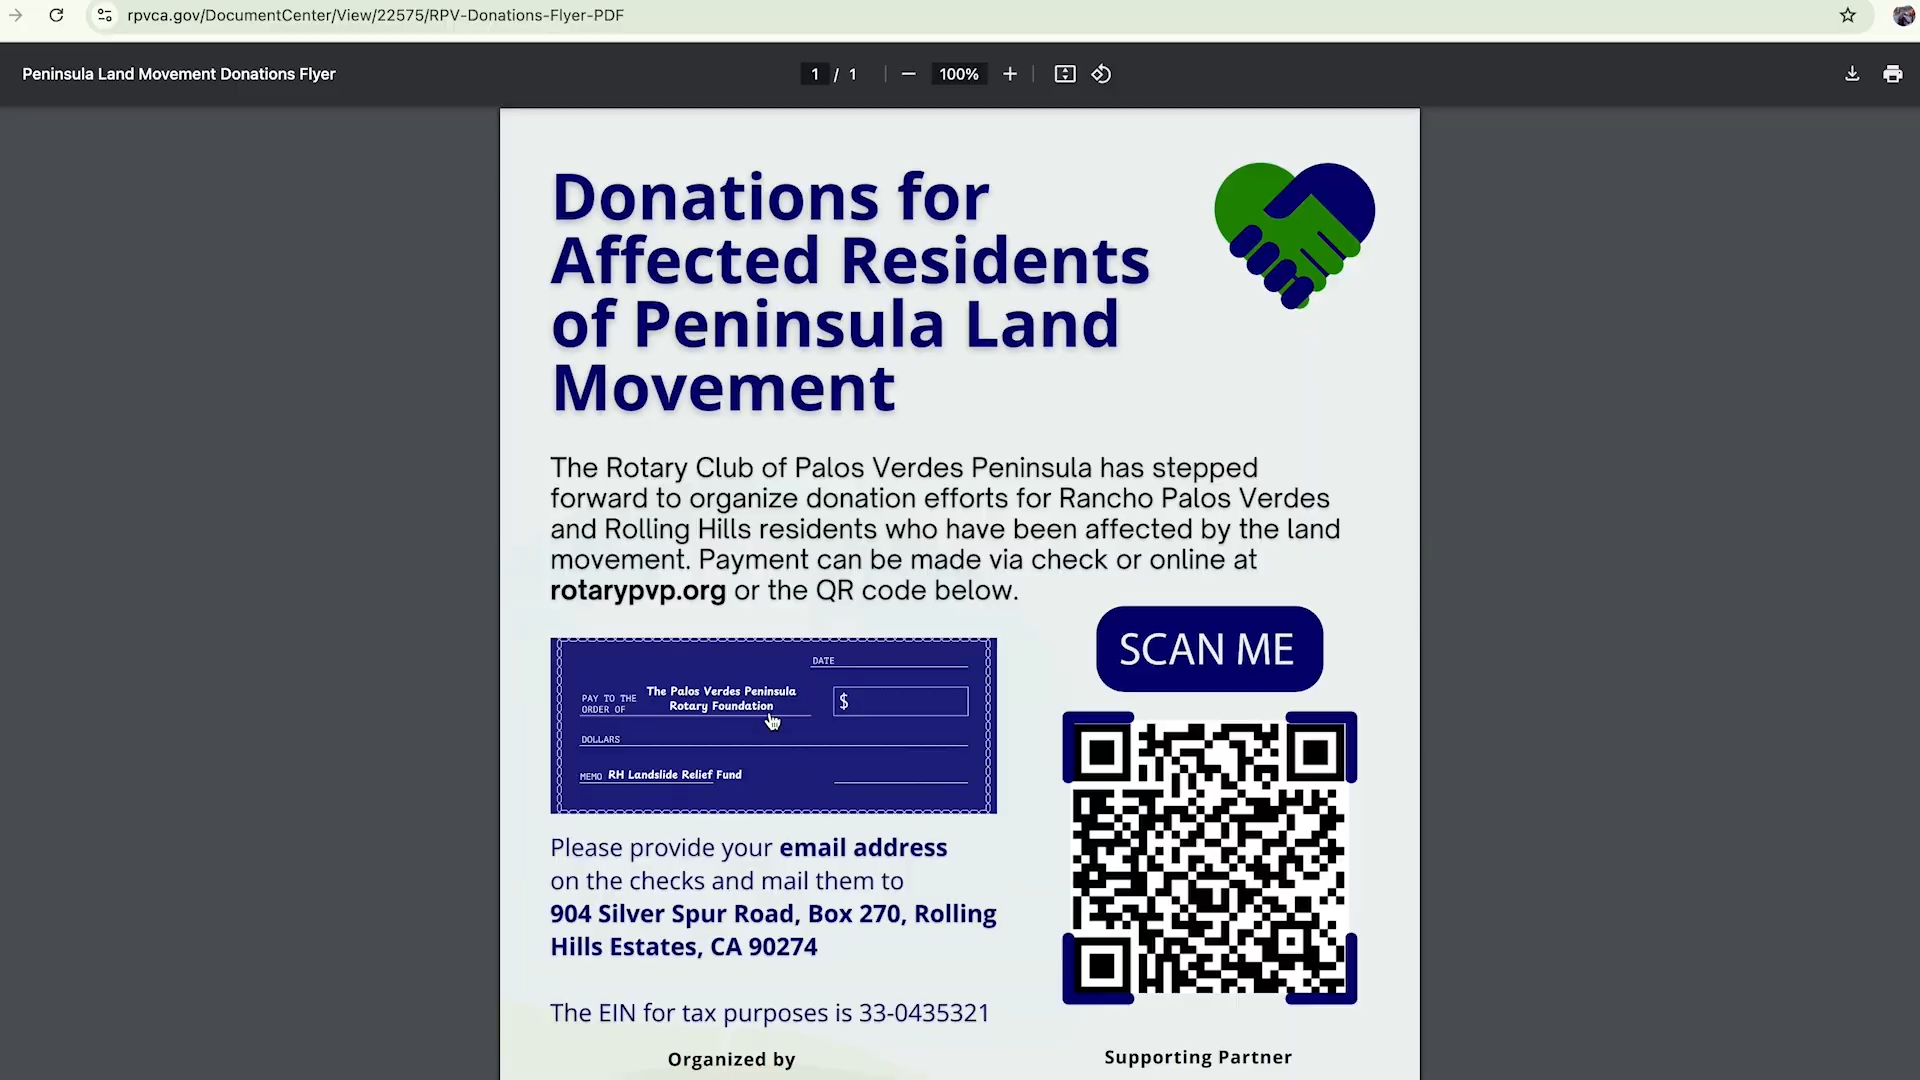 rpvca.gov/DocumentCenter/View/22575/RPV-Donations-Flyer-PDF
Peninsula Land Movement Donations Flyer
1 / 1
100%
Donations for
Affected Residents
of Peninsula Land
Movement
The Rotary Club of Palos Verdes Peninsula has stepped
forward to organize donation efforts for Rancho Palos Verdes
and Rolling Hills residents who have been affected by the land
movement. Payment can be made via check or online at
rotarypvp.org or the QR code below.
SCAN ME
DATE
PAY TO THE
ORDER OF
The Palos Verdes Peninsula
Rotary Foundation
$
DOLLARS
MEMO RH Landslide Relief Fund
Please provide your email address
on the checks and mail them to
904 Silver Spur Road, Box 270, Rolling
Hills Estates, CA 90274
The EIN for tax purposes is 33-0435321
Organized by
Supporting Partner